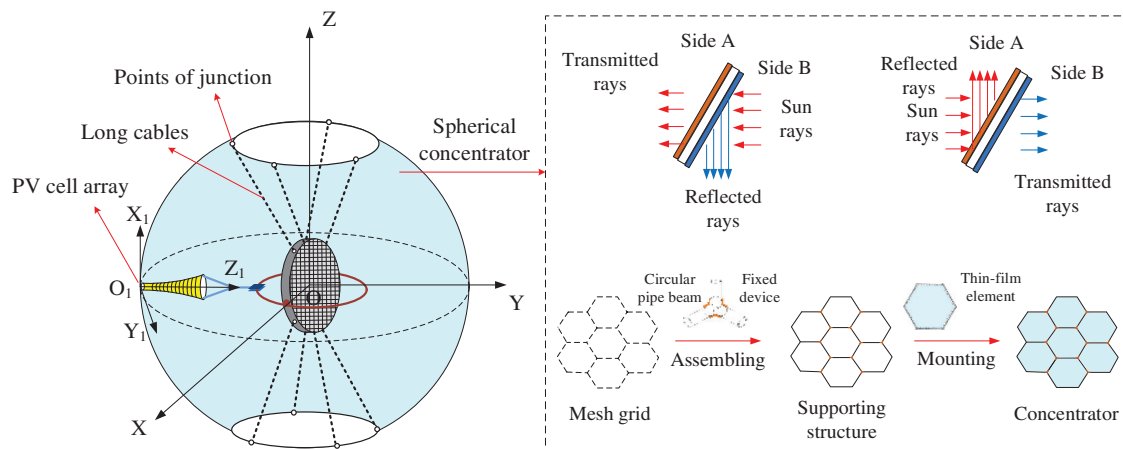 Z
Points of junction
Long cables
Spherical
concentrator
PV cell array
X1
O1
Z1
Y1
O
Y
X
Side A
Transmitted
rays
Side B
Sun
rays
Reflected
rays
Side A
Reflected
rays
Side B
Sun
rays
Transmitted
rays
Circular
pipe beam
Fixed
device
Thin-film
element
Assembling
Mounting
Mesh grid
Supporting
structure
Concentrator